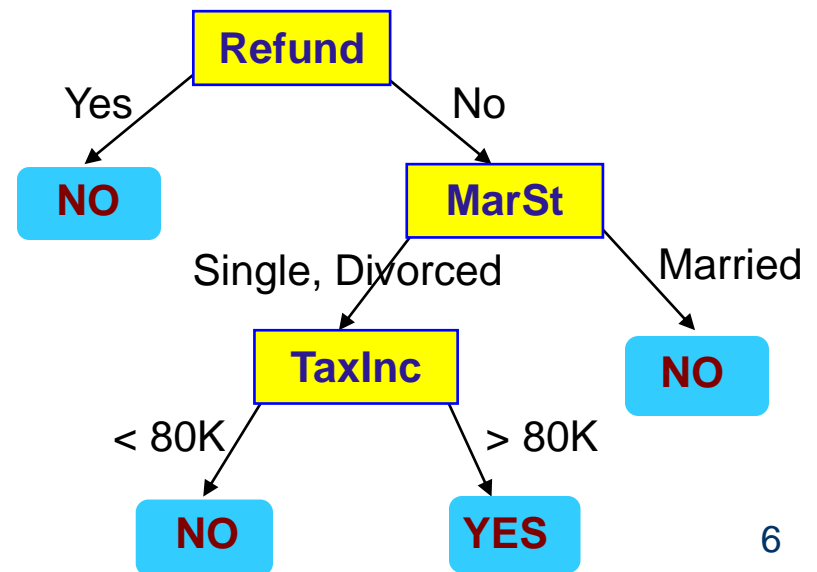 Refund
Yes
No
NO
MarSt
Single, Divorced
Married
TaxInc
NO
< 80K
> 80K
NO
YES
6